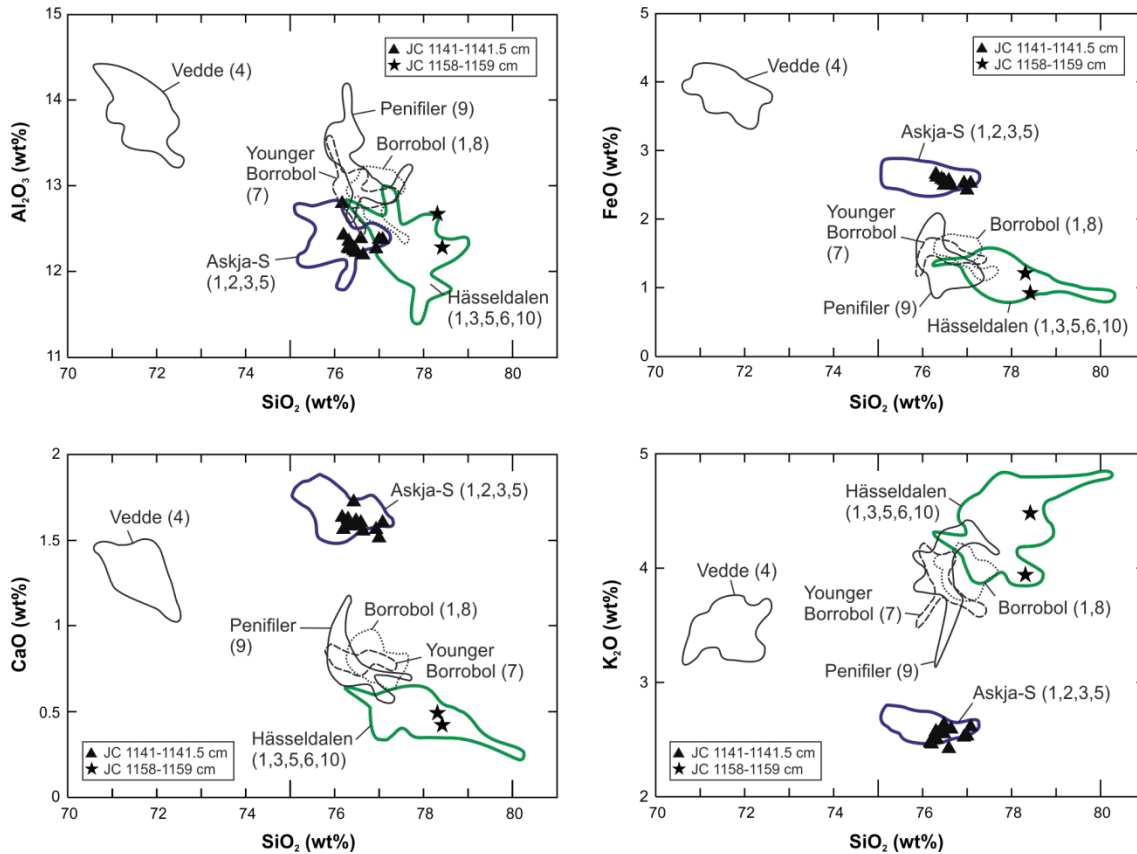 15
14
13
12
11
Al₂O₃ (wt%)
70
72
74
76
78
80
SiO₂ (wt%)
▲ JC 1141-1141.5 cm
★ JC 1158-1159 cm
Vedde (4)
Penifiler (9)
Younger
Borrobol
(7)
Borrobol (1,8)
Askja-S
(1,2,3,5)
Hässeldalen
(1,3,5,6,10)
5
4
3
2
1
0
FeO (wt%)
70
72
74
76
78
80
SiO₂ (wt%)
▲ JC 1141-1141.5 cm
★ JC 1158-1159 cm
Vedde (4)
Askja-S (1,2,3,5)
Younger
Borrobol
(7)
Borrobol (1,8)
Penifiler (9)
Hässeldalen (1,3,5,6,10)
2
1.5
1
0.5
0
CaO (wt%)
70
72
74
76
78
80
SiO₂ (wt%)
Vedde (4)
Askja-S (1,2,3,5)
Penifiler
(9)
Borrobol (1,8)
Younger
Borrobol (7)
Hässeldalen
(1,3,5,6,10)
▲ JC 1141-1141.5 cm
★ JC 1158-1159 cm
5
4
3
2
K₂O (wt%)
70
72
74
76
78
80
SiO₂ (wt%)
Hässeldalen
(1,3,5,6,10)
Vedde (4)
Younger
Borrobol (7)
Borrobol (1,8)
Penifiler (9)
Askja-S (1,2,3,5)
▲ JC 1141-1141.5 cm
★ JC 1158-1159 cm